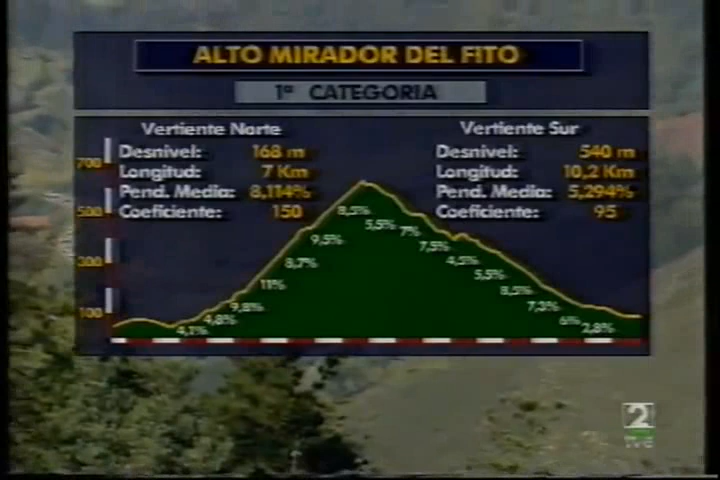 ALTO MIRADOR DEL FITO
1ª CATEGORIA
Vertiente Norte
Desnivel: 168 m
Longitud: 7 Km
Pend. Media: 8,114%
Coeficiente: 150
Vertiente Sur
Desnivel: 540 m
Longitud: 10,2 Km
Pend. Media: 5,294%
Coeficiente: 95
700
500
300
100
4,1%
4,8%
9,8%
11%
8,7%
9,5%
8,5%
5,5%
7%
7,5%
4,5%
5,5%
8,5%
7,3%
6%
2,8%
2
tve